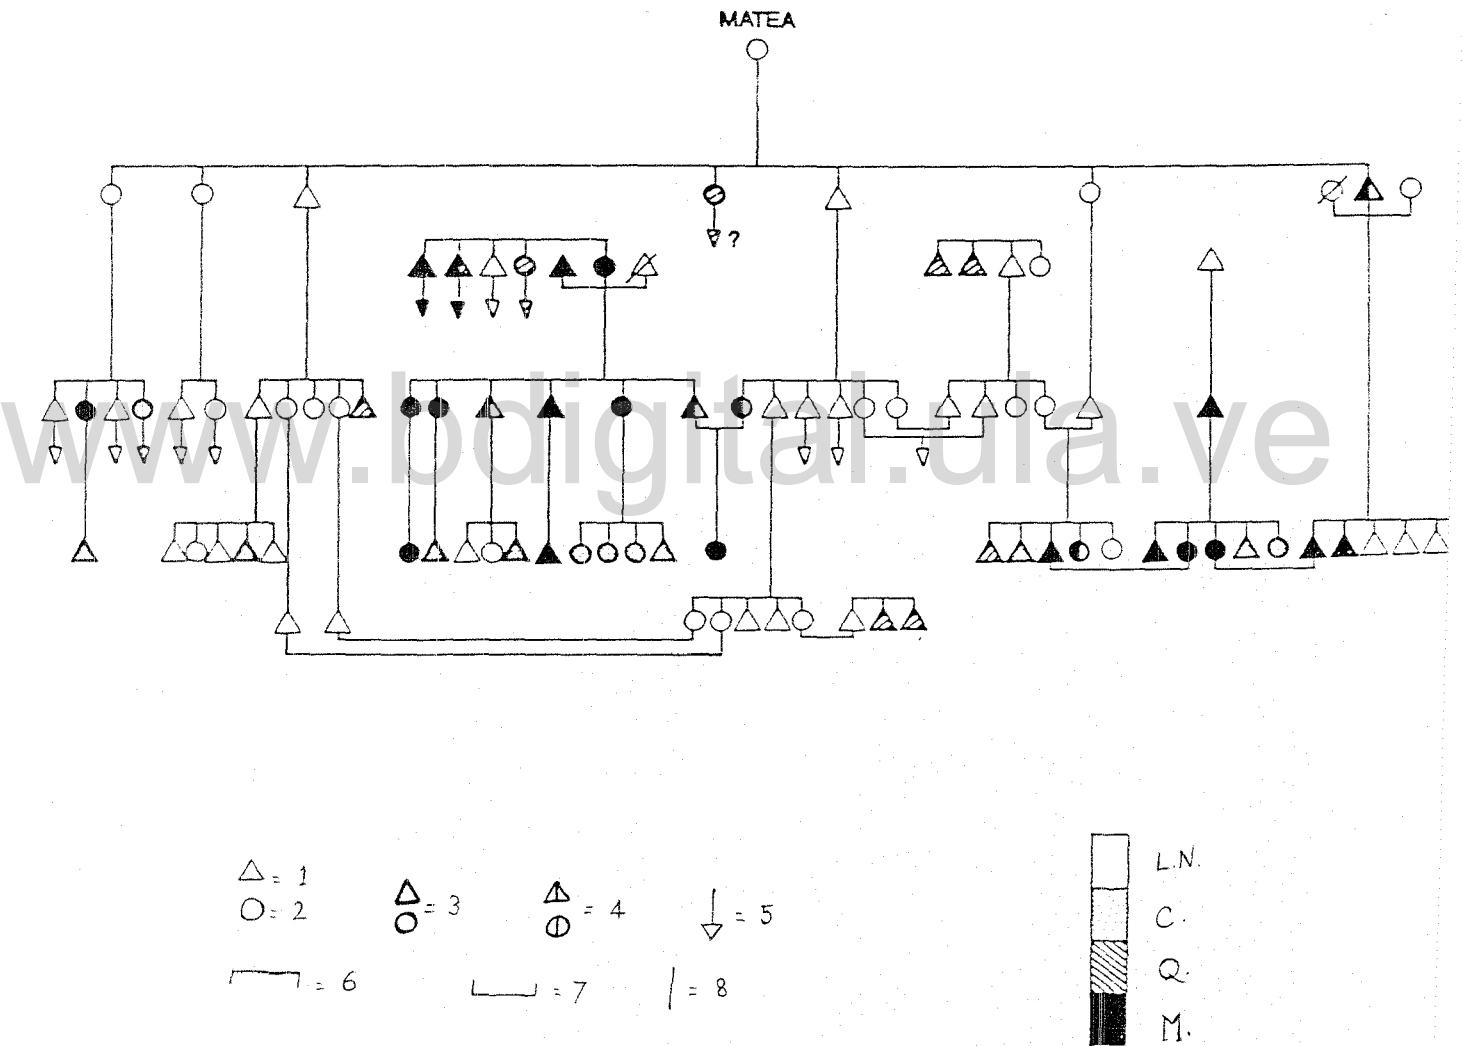 MATEA
?
www.bdigital.ula.ve
= 1
= 2
= 3
= 4
= 5
= 6
= 7
= 8
L.N.
C.
Q.
M.